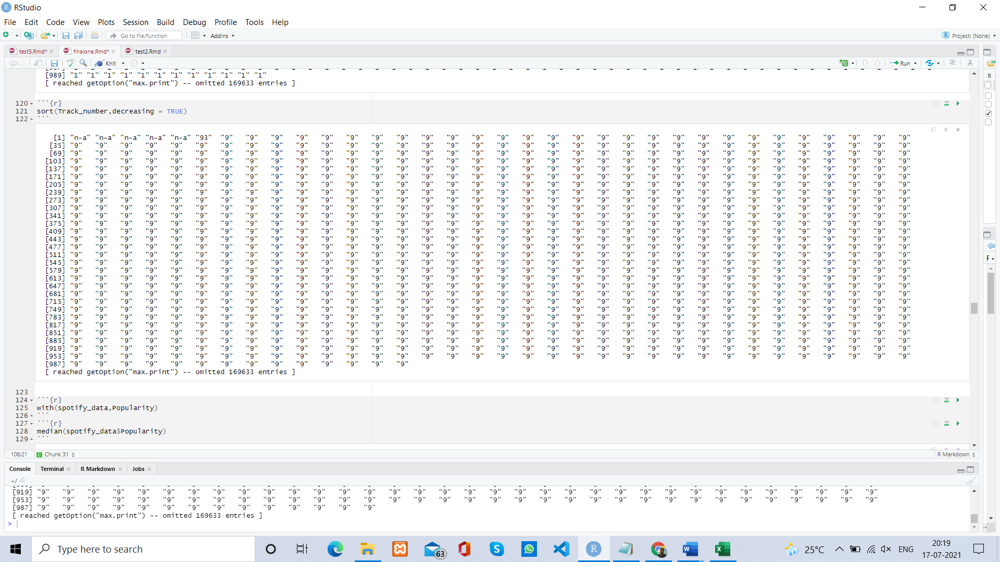 RStudio
File Edit Code View Plots Session Build Debug Profile Tools Help
Go to file/function Addins Project: (None)
test5.Rmd* finalone.Rmd* test2.Rmd
ABC Knit Run
R
[989] "1" "1" "1" "1" "1" "1" "1" "1" "1" "1" "1" "1"
[ reached getOption("max.print") -- omitted 169633 entries ]
120 ```{r}
121 sort(Track_number,decreasing = TRUE)
122 ```
[1] "n-a" "n-a" "n-a" "n-a" "n-a" "93" "9" "9" "9" "9" "9" "9" "9" "9" "9" "9" "9" "9" "9" "9" "9" "9" "9" "9" "9" "9" "9" "9" "9" "9" "9" "9" "9" "9"
[35] "9" "9" "9" "9" "9" "9" "9" "9" "9" "9" "9" "9" "9" "9" "9" "9" "9" "9" "9" "9" "9" "9" "9" "9" "9" "9" "9" "9" "9" "9" "9" "9" "9" "9"
[69] "9" "9" "9" "9" "9" "9" "9" "9" "9" "9" "9" "9" "9" "9" "9" "9" "9" "9" "9" "9" "9" "9" "9" "9" "9" "9" "9" "9" "9" "9" "9" "9" "9" "9"
[103] "9" "9" "9" "9" "9" "9" "9" "9" "9" "9" "9" "9" "9" "9" "9" "9" "9" "9" "9" "9" "9" "9" "9" "9" "9" "9" "9" "9" "9" "9" "9" "9" "9" "9"
[137] "9" "9" "9" "9" "9" "9" "9" "9" "9" "9" "9" "9" "9" "9" "9" "9" "9" "9" "9" "9" "9" "9" "9" "9" "9" "9" "9" "9" "9" "9" "9" "9" "9" "9"
[171] "9" "9" "9" "9" "9" "9" "9" "9" "9" "9" "9" "9" "9" "9" "9" "9" "9" "9" "9" "9" "9" "9" "9" "9" "9" "9" "9" "9" "9" "9" "9" "9" "9" "9"
[205] "9" "9" "9" "9" "9" "9" "9" "9" "9" "9" "9" "9" "9" "9" "9" "9" "9" "9" "9" "9" "9" "9" "9" "9" "9" "9" "9" "9" "9" "9" "9" "9" "9" "9"
[239] "9" "9" "9" "9" "9" "9" "9" "9" "9" "9" "9" "9" "9" "9" "9" "9" "9" "9" "9" "9" "9" "9" "9" "9" "9" "9" "9" "9" "9" "9" "9" "9" "9" "9"
[273] "9" "9" "9" "9" "9" "9" "9" "9" "9" "9" "9" "9" "9" "9" "9" "9" "9" "9" "9" "9" "9" "9" "9" "9" "9" "9" "9" "9" "9" "9" "9" "9" "9" "9"
[307] "9" "9" "9" "9" "9" "9" "9" "9" "9" "9" "9" "9" "9" "9" "9" "9" "9" "9" "9" "9" "9" "9" "9" "9" "9" "9" "9" "9" "9" "9" "9" "9" "9" "9"
[341] "9" "9" "9" "9" "9" "9" "9" "9" "9" "9" "9" "9" "9" "9" "9" "9" "9" "9" "9" "9" "9" "9" "9" "9" "9" "9" "9" "9" "9" "9" "9" "9" "9" "9"
[375] "9" "9" "9" "9" "9" "9" "9" "9" "9" "9" "9" "9" "9" "9" "9" "9" "9" "9" "9" "9" "9" "9" "9" "9" "9" "9" "9" "9" "9" "9" "9" "9" "9" "9"
[409] "9" "9" "9" "9" "9" "9" "9" "9" "9" "9" "9" "9" "9" "9" "9" "9" "9" "9" "9" "9" "9" "9" "9" "9" "9" "9" "9" "9" "9" "9" "9" "9" "9" "9"
[443] "9" "9" "9" "9" "9" "9" "9" "9" "9" "9" "9" "9" "9" "9" "9" "9" "9" "9" "9" "9" "9" "9" "9" "9" "9" "9" "9" "9" "9" "9" "9" "9" "9" "9"
[477] "9" "9" "9" "9" "9" "9" "9" "9" "9" "9" "9" "9" "9" "9" "9" "9" "9" "9" "9" "9" "9" "9" "9" "9" "9" "9" "9" "9" "9" "9" "9" "9" "9" "9"
[511] "9" "9" "9" "9" "9" "9" "9" "9" "9" "9" "9" "9" "9" "9" "9" "9" "9" "9" "9" "9" "9" "9" "9" "9" "9" "9" "9" "9" "9" "9" "9" "9" "9" "9"
[545] "9" "9" "9" "9" "9" "9" "9" "9" "9" "9" "9" "9" "9" "9" "9" "9" "9" "9" "9" "9" "9" "9" "9" "9" "9" "9" "9" "9" "9" "9" "9" "9" "9" "9"
[579] "9" "9" "9" "9" "9" "9" "9" "9" "9" "9" "9" "9" "9" "9" "9" "9" "9" "9" "9" "9" "9" "9" "9" "9" "9" "9" "9" "9" "9" "9" "9" "9" "9" "9"
[613] "9" "9" "9" "9" "9" "9" "9" "9" "9" "9" "9" "9" "9" "9" "9" "9" "9" "9" "9" "9" "9" "9" "9" "9" "9" "9" "9" "9" "9" "9" "9" "9" "9" "9"
[647] "9" "9" "9" "9" "9" "9" "9" "9" "9" "9" "9" "9" "9" "9" "9" "9" "9" "9" "9" "9" "9" "9" "9" "9" "9" "9" "9" "9" "9" "9" "9" "9" "9" "9"
[681] "9" "9" "9" "9" "9" "9" "9" "9" "9" "9" "9" "9" "9" "9" "9" "9" "9" "9" "9" "9" "9" "9" "9" "9" "9" "9" "9" "9" "9" "9" "9" "9" "9" "9"
[715] "9" "9" "9" "9" "9" "9" "9" "9" "9" "9" "9" "9" "9" "9" "9" "9" "9" "9" "9" "9" "9" "9" "9" "9" "9" "9" "9" "9" "9" "9" "9" "9" "9" "9"
[749] "9" "9" "9" "9" "9" "9" "9" "9" "9" "9" "9" "9" "9" "9" "9" "9" "9" "9" "9" "9" "9" "9" "9" "9" "9" "9" "9" "9" "9" "9" "9" "9" "9" "9"
[783] "9" "9" "9" "9" "9" "9" "9" "9" "9" "9" "9" "9" "9" "9" "9" "9" "9" "9" "9" "9" "9" "9" "9" "9" "9" "9" "9" "9" "9" "9" "9" "9" "9" "9"
[817] "9" "9" "9" "9" "9" "9" "9" "9" "9" "9" "9" "9" "9" "9" "9" "9" "9" "9" "9" "9" "9" "9" "9" "9" "9" "9" "9" "9" "9" "9" "9" "9" "9" "9"
[851] "9" "9" "9" "9" "9" "9" "9" "9" "9" "9" "9" "9" "9" "9" "9" "9" "9" "9" "9" "9" "9" "9" "9" "9" "9" "9" "9" "9" "9" "9" "9" "9" "9" "9"
[885] "9" "9" "9" "9" "9" "9" "9" "9" "9" "9" "9" "9" "9" "9" "9" "9" "9" "9" "9" "9" "9" "9" "9" "9" "9" "9" "9" "9" "9" "9" "9" "9" "9" "9"
[919] "9" "9" "9" "9" "9" "9" "9" "9" "9" "9" "9" "9" "9" "9" "9" "9" "9" "9" "9" "9" "9" "9" "9" "9" "9" "9" "9" "9" "9" "9" "9" "9" "9" "9"
[953] "9" "9" "9" "9" "9" "9" "9" "9" "9" "9" "9" "9" "9" "9" "9" "9" "9" "9" "9" "9" "9" "9" "9" "9" "9" "9" "9" "9" "9" "9" "9" "9" "9" "9"
[987] "9" "9" "9" "9" "9" "9" "9" "9" "9" "9" "9" "9" "9" "9"
[ reached getOption("max.print") -- omitted 169633 entries ]
123
124 ```{r}
125 with(spotify_data,Popularity)
126 ```
127 ```{r}
128 median(spotify_data$Popularity)
129 ```
108:21 C Chunk 31 R Markdown
Console Terminal R Markdown Jobs
~/
[919] "9" "9" "9" "9" "9" "9" "9" "9" "9" "9" "9" "9" "9" "9" "9" "9" "9" "9" "9" "9" "9" "9" "9" "9" "9" "9" "9" "9" "9" "9" "9" "9" "9" "9"
[953] "9" "9" "9" "9" "9" "9" "9" "9" "9" "9" "9" "9" "9" "9" "9" "9" "9" "9" "9" "9" "9" "9" "9" "9" "9" "9" "9" "9" "9" "9" "9" "9" "9" "9"
[987] "9" "9" "9" "9" "9" "9" "9" "9" "9" "9" "9" "9" "9" "9"
[ reached getOption("max.print") -- omitted 169633 entries ]
>
Type here to search 63 25°C ENG
20:19
17-07-2021